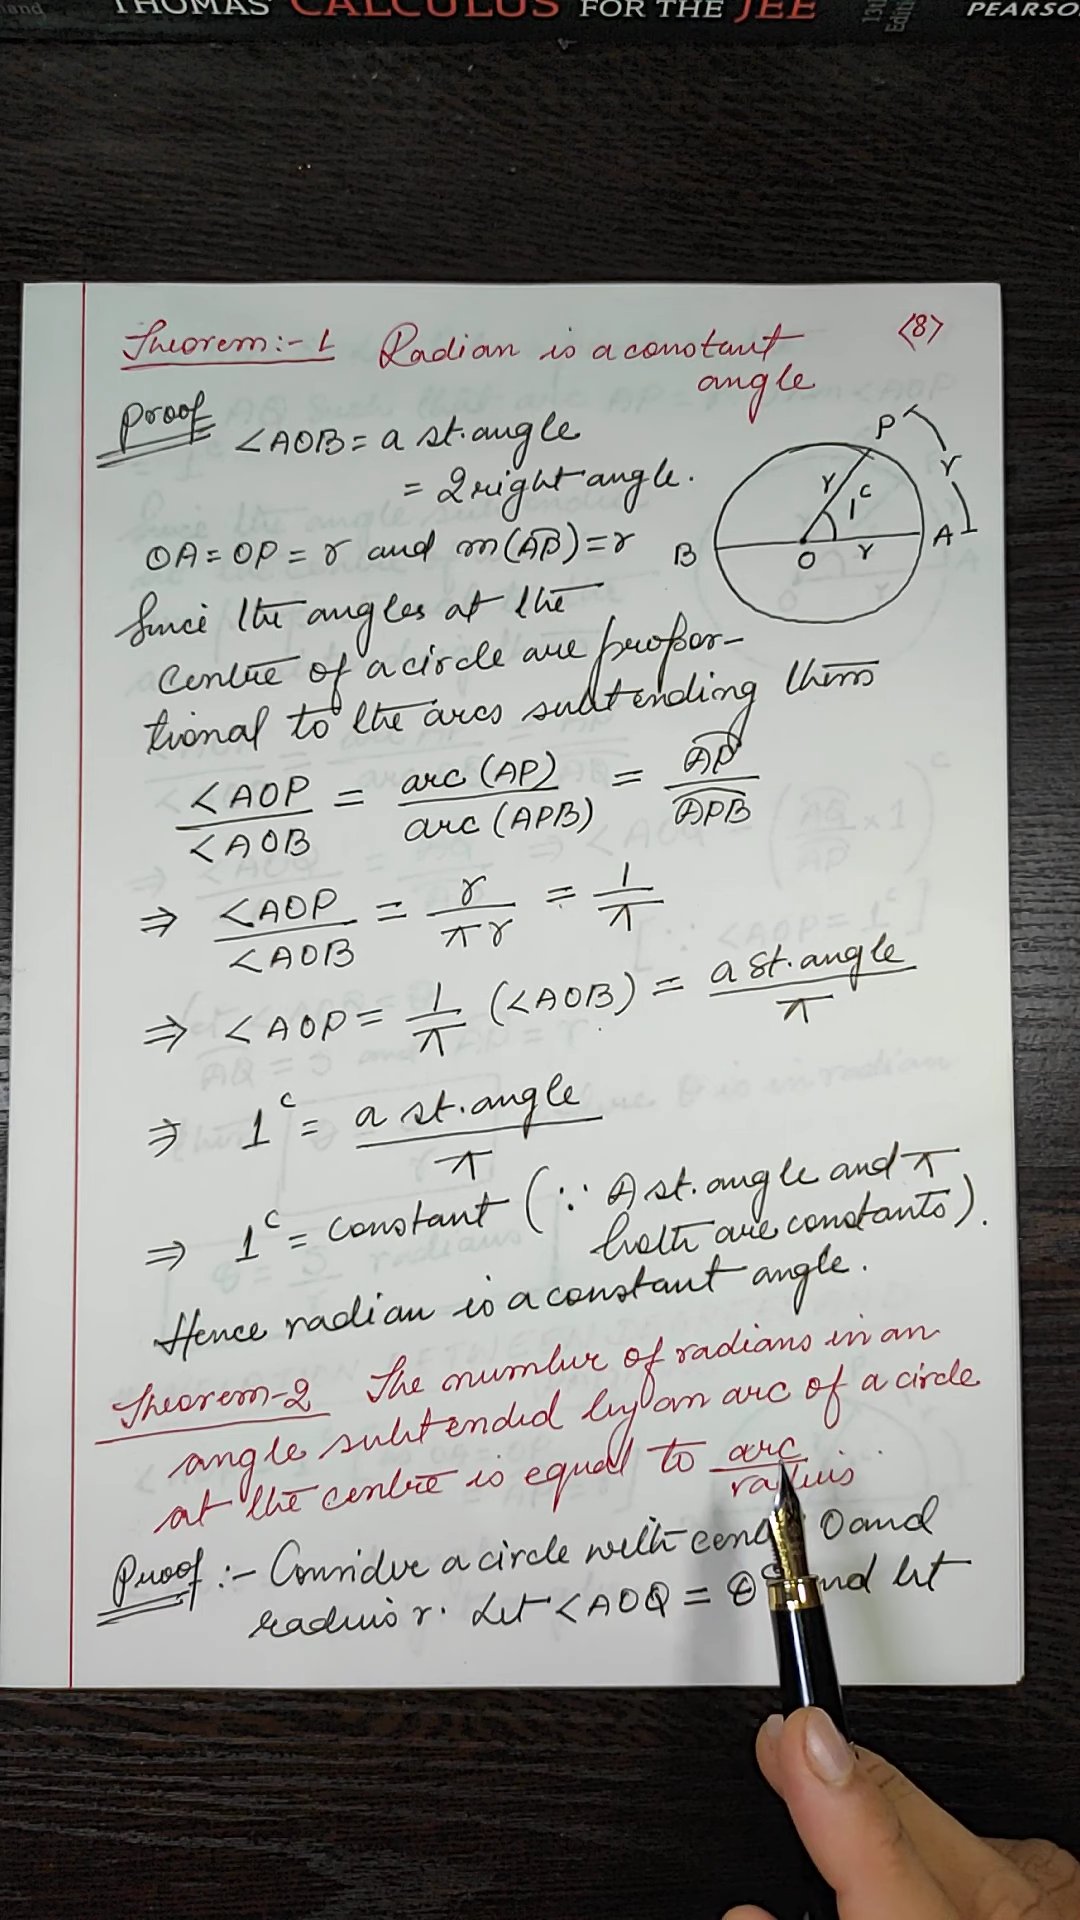 THOMAS' CALCULUS FOR THE JEE
PEARSO
Theorem:- 1 Radian is a constant
angle
<8>
Proof
∠AOB = a st. angle
= 2 right angle.
OA = OP = r and m(AP) = r
Since the angles at the
centre of a circle are propor-
tional to the arcs subtending them
P
r
r
1ᶜ
B
O
r
A
∠AOP/∠AOB = arc (AP)/arc (APB) = AP/APB
⇒ ∠AOP/∠AOB = r/πr = 1/π
⇒ ∠AOP = 1/π (∠AOB) = a st. angle/π
⇒ 1ᶜ = a st. angle/π
⇒ 1ᶜ = constant (∵ A st. angle and π
both are constants).
Hence radian is a constant angle.
Theorem-2 The number of radians in an
angle subtended by an arc of a circle
at the centre is equal to arc/radius.
Proof :- Consider a circle with O and
radius r. Let ∠AOQ = θᶜ and let